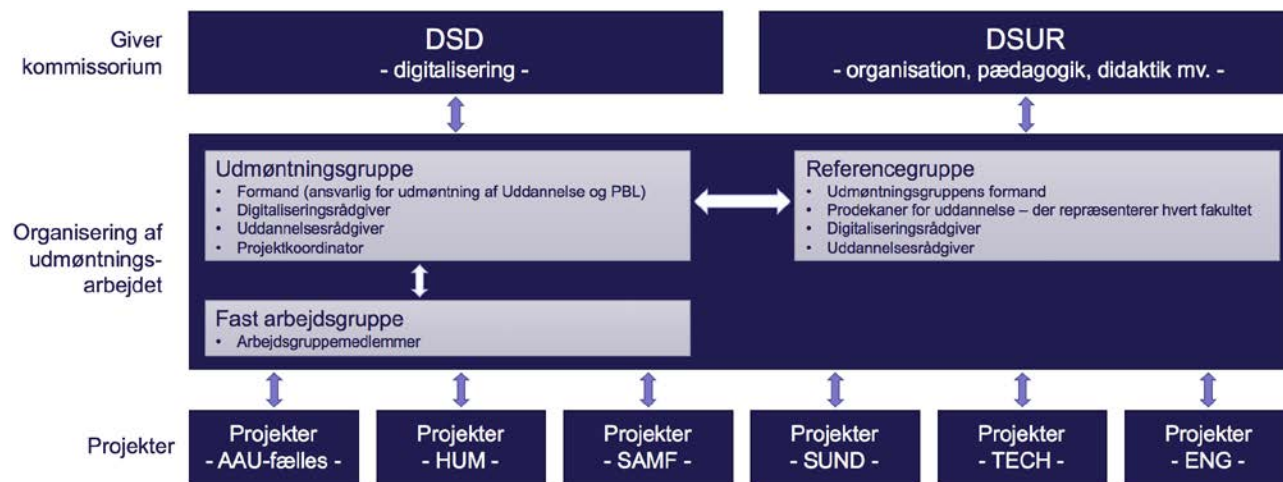 Giver
kommissorium
DSD
- digitalisering -
DSUR
- organisation, pædagogik, didaktik mv. -
Organisering af
udmøntnings-
arbejdet
Udmøntningsgruppe
• Formand (ansvarlig for udmøntning af Uddannelse og PBL)
• Digitaliseringsrådgiver
• Uddannelsesrådgiver
• Projektkoordinator
Referencegruppe
• Udmøntningsgruppens formand
• Prodekaner for uddannelse – der repræsenterer hvert fakultet
• Digitaliseringsrådgiver
• Uddannelsesrådgiver
Fast arbejdsgruppe
• Arbejdsgruppemedlemmer
Projekter
Projekter
- AAU-fælles -
Projekter
- HUM -
Projekter
- SAMF -
Projekter
- SUND -
Projekter
- TECH -
Projekter
- ENG -